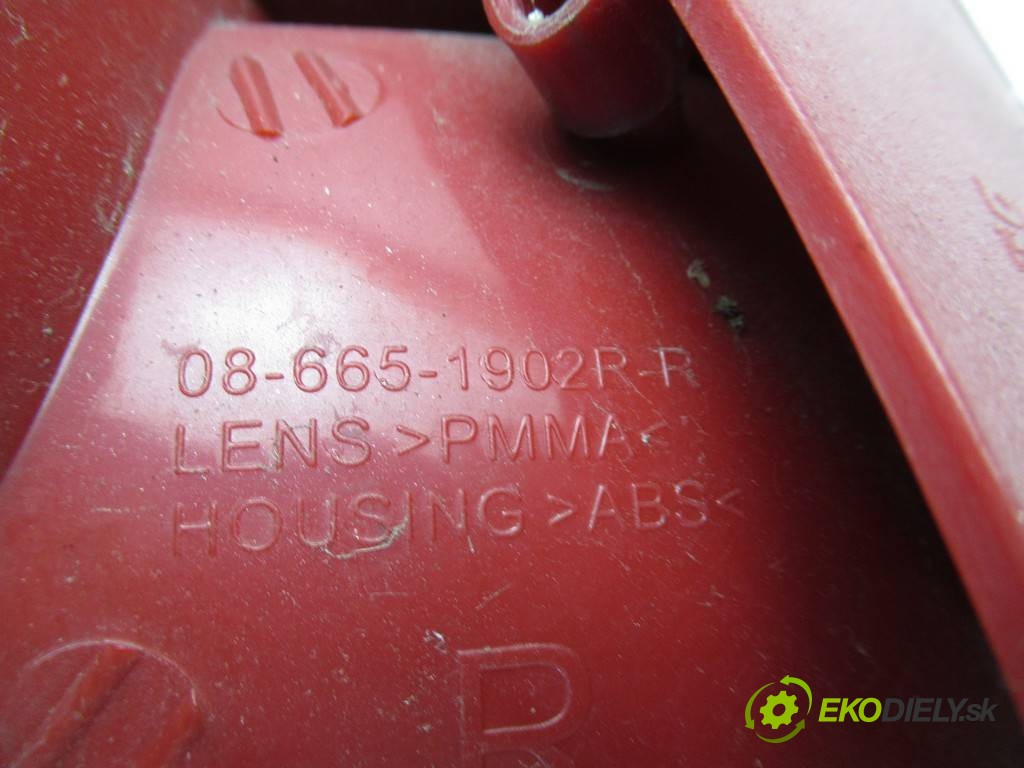 08-665-1902R-R
LENS >PMMA<
HOUSING >ABS<
R
EKODIELY.sk